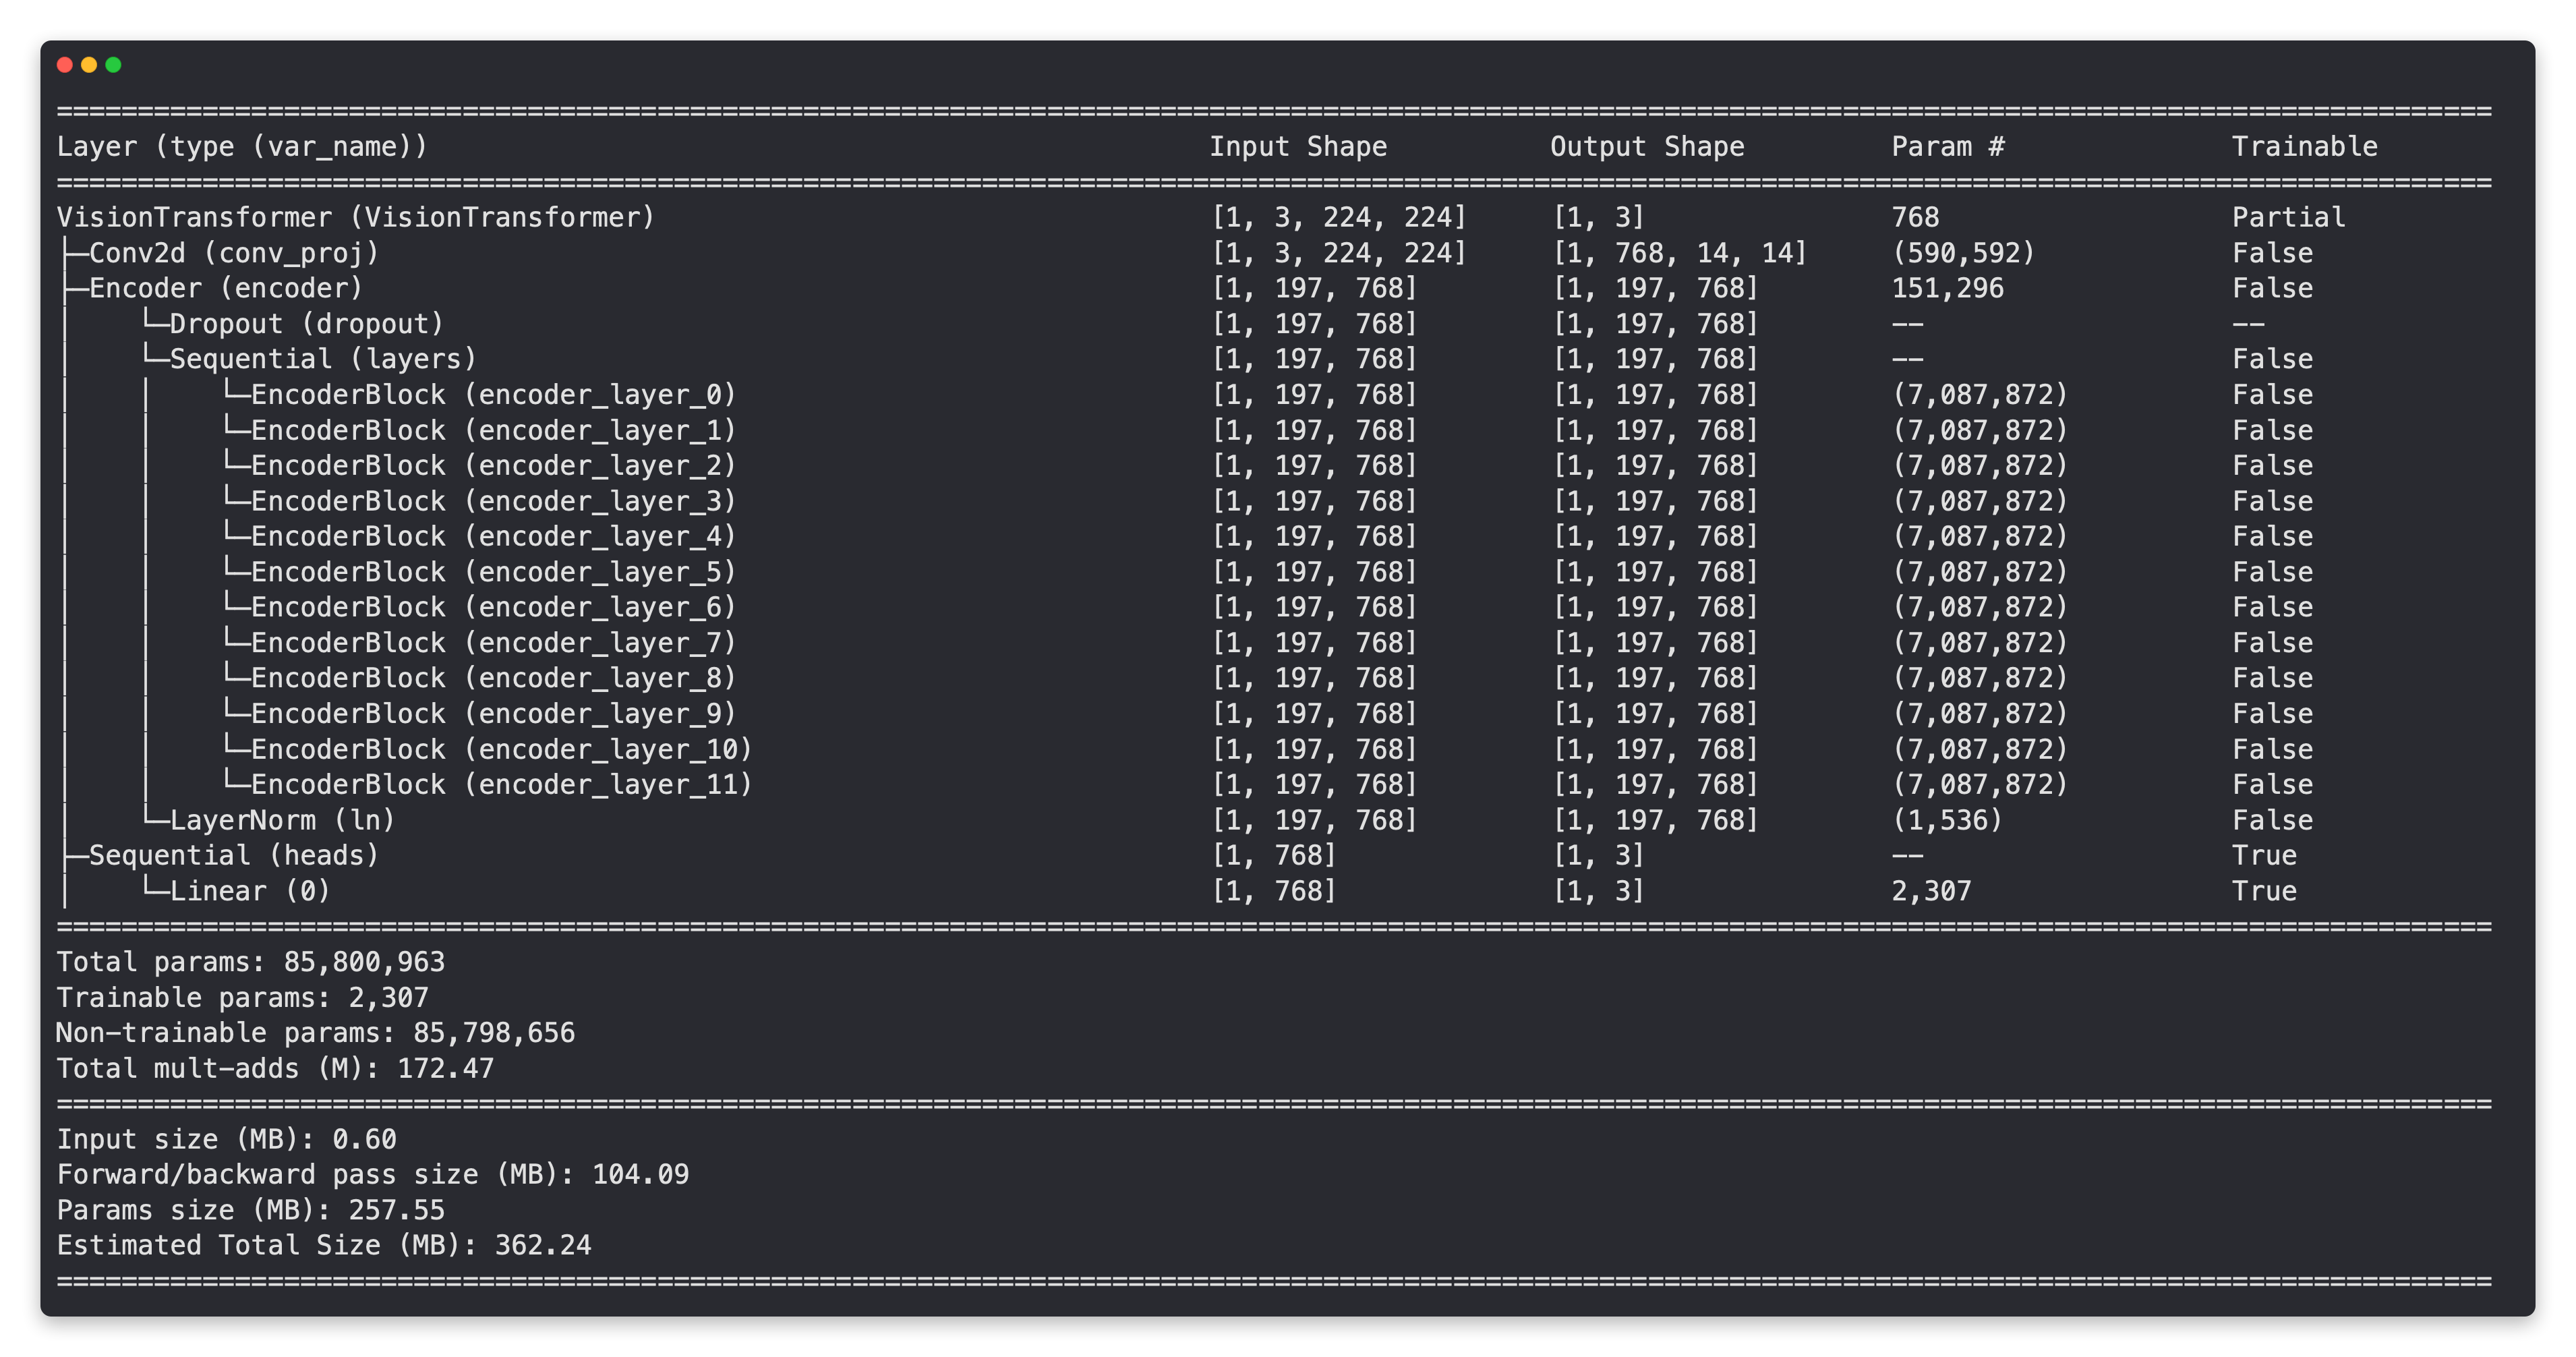 ============================================================================================================================================
Layer (type (var_name))                                                Input Shape          Output Shape         Param #              Trainable
============================================================================================================================================
VisionTransformer (VisionTransformer)                                  [1, 3, 224, 224]     [1, 3]               768                  Partial
├─Conv2d (conv_proj)                                                   [1, 3, 224, 224]     [1, 768, 14, 14]     (590,592)            False
├─Encoder (encoder)                                                    [1, 197, 768]        [1, 197, 768]        151,296              False
│    └─Dropout (dropout)                                               [1, 197, 768]        [1, 197, 768]        --                   --
│    └─Sequential (layers)                                             [1, 197, 768]        [1, 197, 768]        --                   False
│    │    └─EncoderBlock (encoder_layer_0)                             [1, 197, 768]        [1, 197, 768]        (7,087,872)          False
│    │    └─EncoderBlock (encoder_layer_1)                             [1, 197, 768]        [1, 197, 768]        (7,087,872)          False
│    │    └─EncoderBlock (encoder_layer_2)                             [1, 197, 768]        [1, 197, 768]        (7,087,872)          False
│    │    └─EncoderBlock (encoder_layer_3)                             [1, 197, 768]        [1, 197, 768]        (7,087,872)          False
│    │    └─EncoderBlock (encoder_layer_4)                             [1, 197, 768]        [1, 197, 768]        (7,087,872)          False
│    │    └─EncoderBlock (encoder_layer_5)                             [1, 197, 768]        [1, 197, 768]        (7,087,872)          False
│    │    └─EncoderBlock (encoder_layer_6)                             [1, 197, 768]        [1, 197, 768]        (7,087,872)          False
│    │    └─EncoderBlock (encoder_layer_7)                             [1, 197, 768]        [1, 197, 768]        (7,087,872)          False
│    │    └─EncoderBlock (encoder_layer_8)                             [1, 197, 768]        [1, 197, 768]        (7,087,872)          False
│    │    └─EncoderBlock (encoder_layer_9)                             [1, 197, 768]        [1, 197, 768]        (7,087,872)          False
│    │    └─EncoderBlock (encoder_layer_10)                            [1, 197, 768]        [1, 197, 768]        (7,087,872)          False
│    │    └─EncoderBlock (encoder_layer_11)                            [1, 197, 768]        [1, 197, 768]        (7,087,872)          False
│    └─LayerNorm (ln)                                                  [1, 197, 768]        [1, 197, 768]        (1,536)              False
├─Sequential (heads)                                                   [1, 768]             [1, 3]               --                   True
│    └─Linear (0)                                                      [1, 768]             [1, 3]               2,307                True
============================================================================================================================================
Total params: 85,800,963
Trainable params: 2,307
Non-trainable params: 85,798,656
Total mult-adds (M): 172.47
============================================================================================================================================
Input size (MB): 0.60
Forward/backward pass size (MB): 104.09
Params size (MB): 257.55
Estimated Total Size (MB): 362.24
============================================================================================================================================